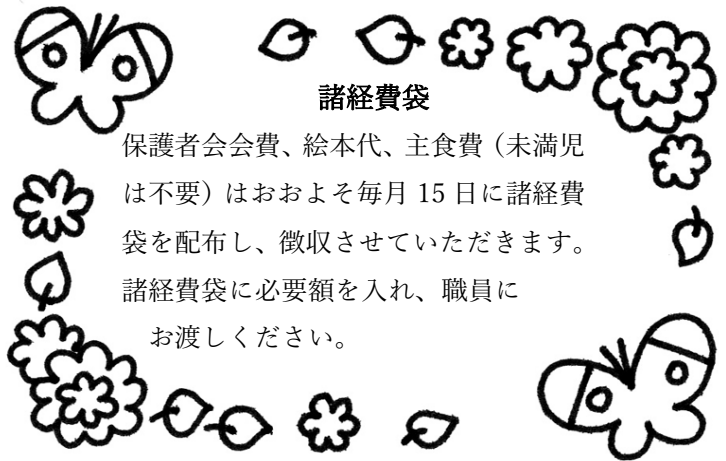 諸経費袋
保護者会会費、絵本代、主食費（未満児
は不要）はおおよそ毎月 15 日に諸経費
袋を配布し、徴収させていただきます。
諸経費袋に必要額を入れ、職員に
お渡しください。